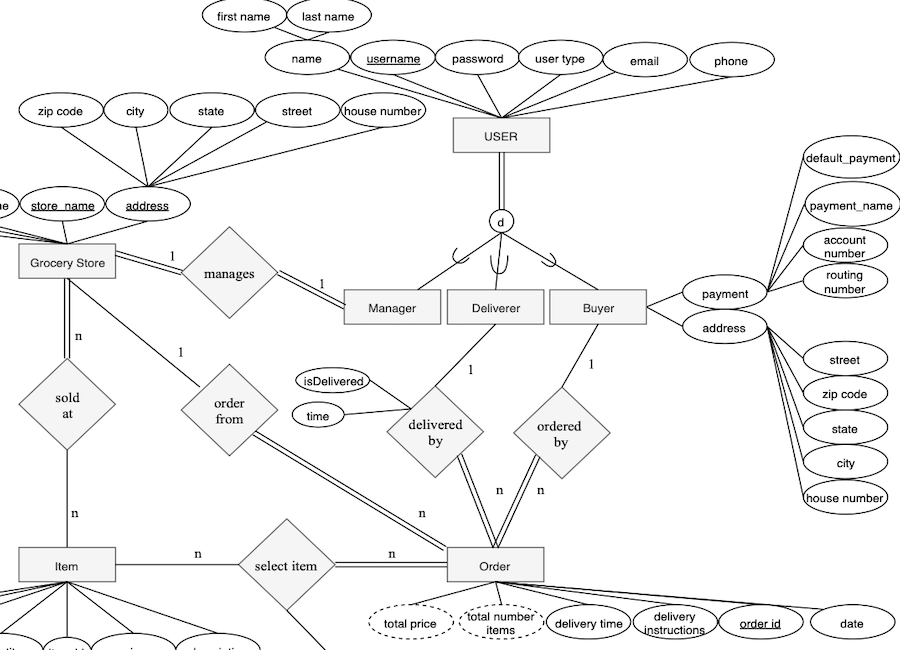 first name
last name
name
username
password
user type
email
phone
zip code
city
state
street
house number
USER
default_payment
store_name
address
payment_name
d
account
number
Grocery Store
1
manages
routing
number
1
payment
Manager
Deliverer
Buyer
address
n
1
1
1
street
isDelivered
sold
at
order
from
time
delivered
by
ordered
by
zip code
state
city
n
n
n
n
house number
n
n
Item
select item
Order
total price
total number
items
delivery time
delivery
instructions
order id
date